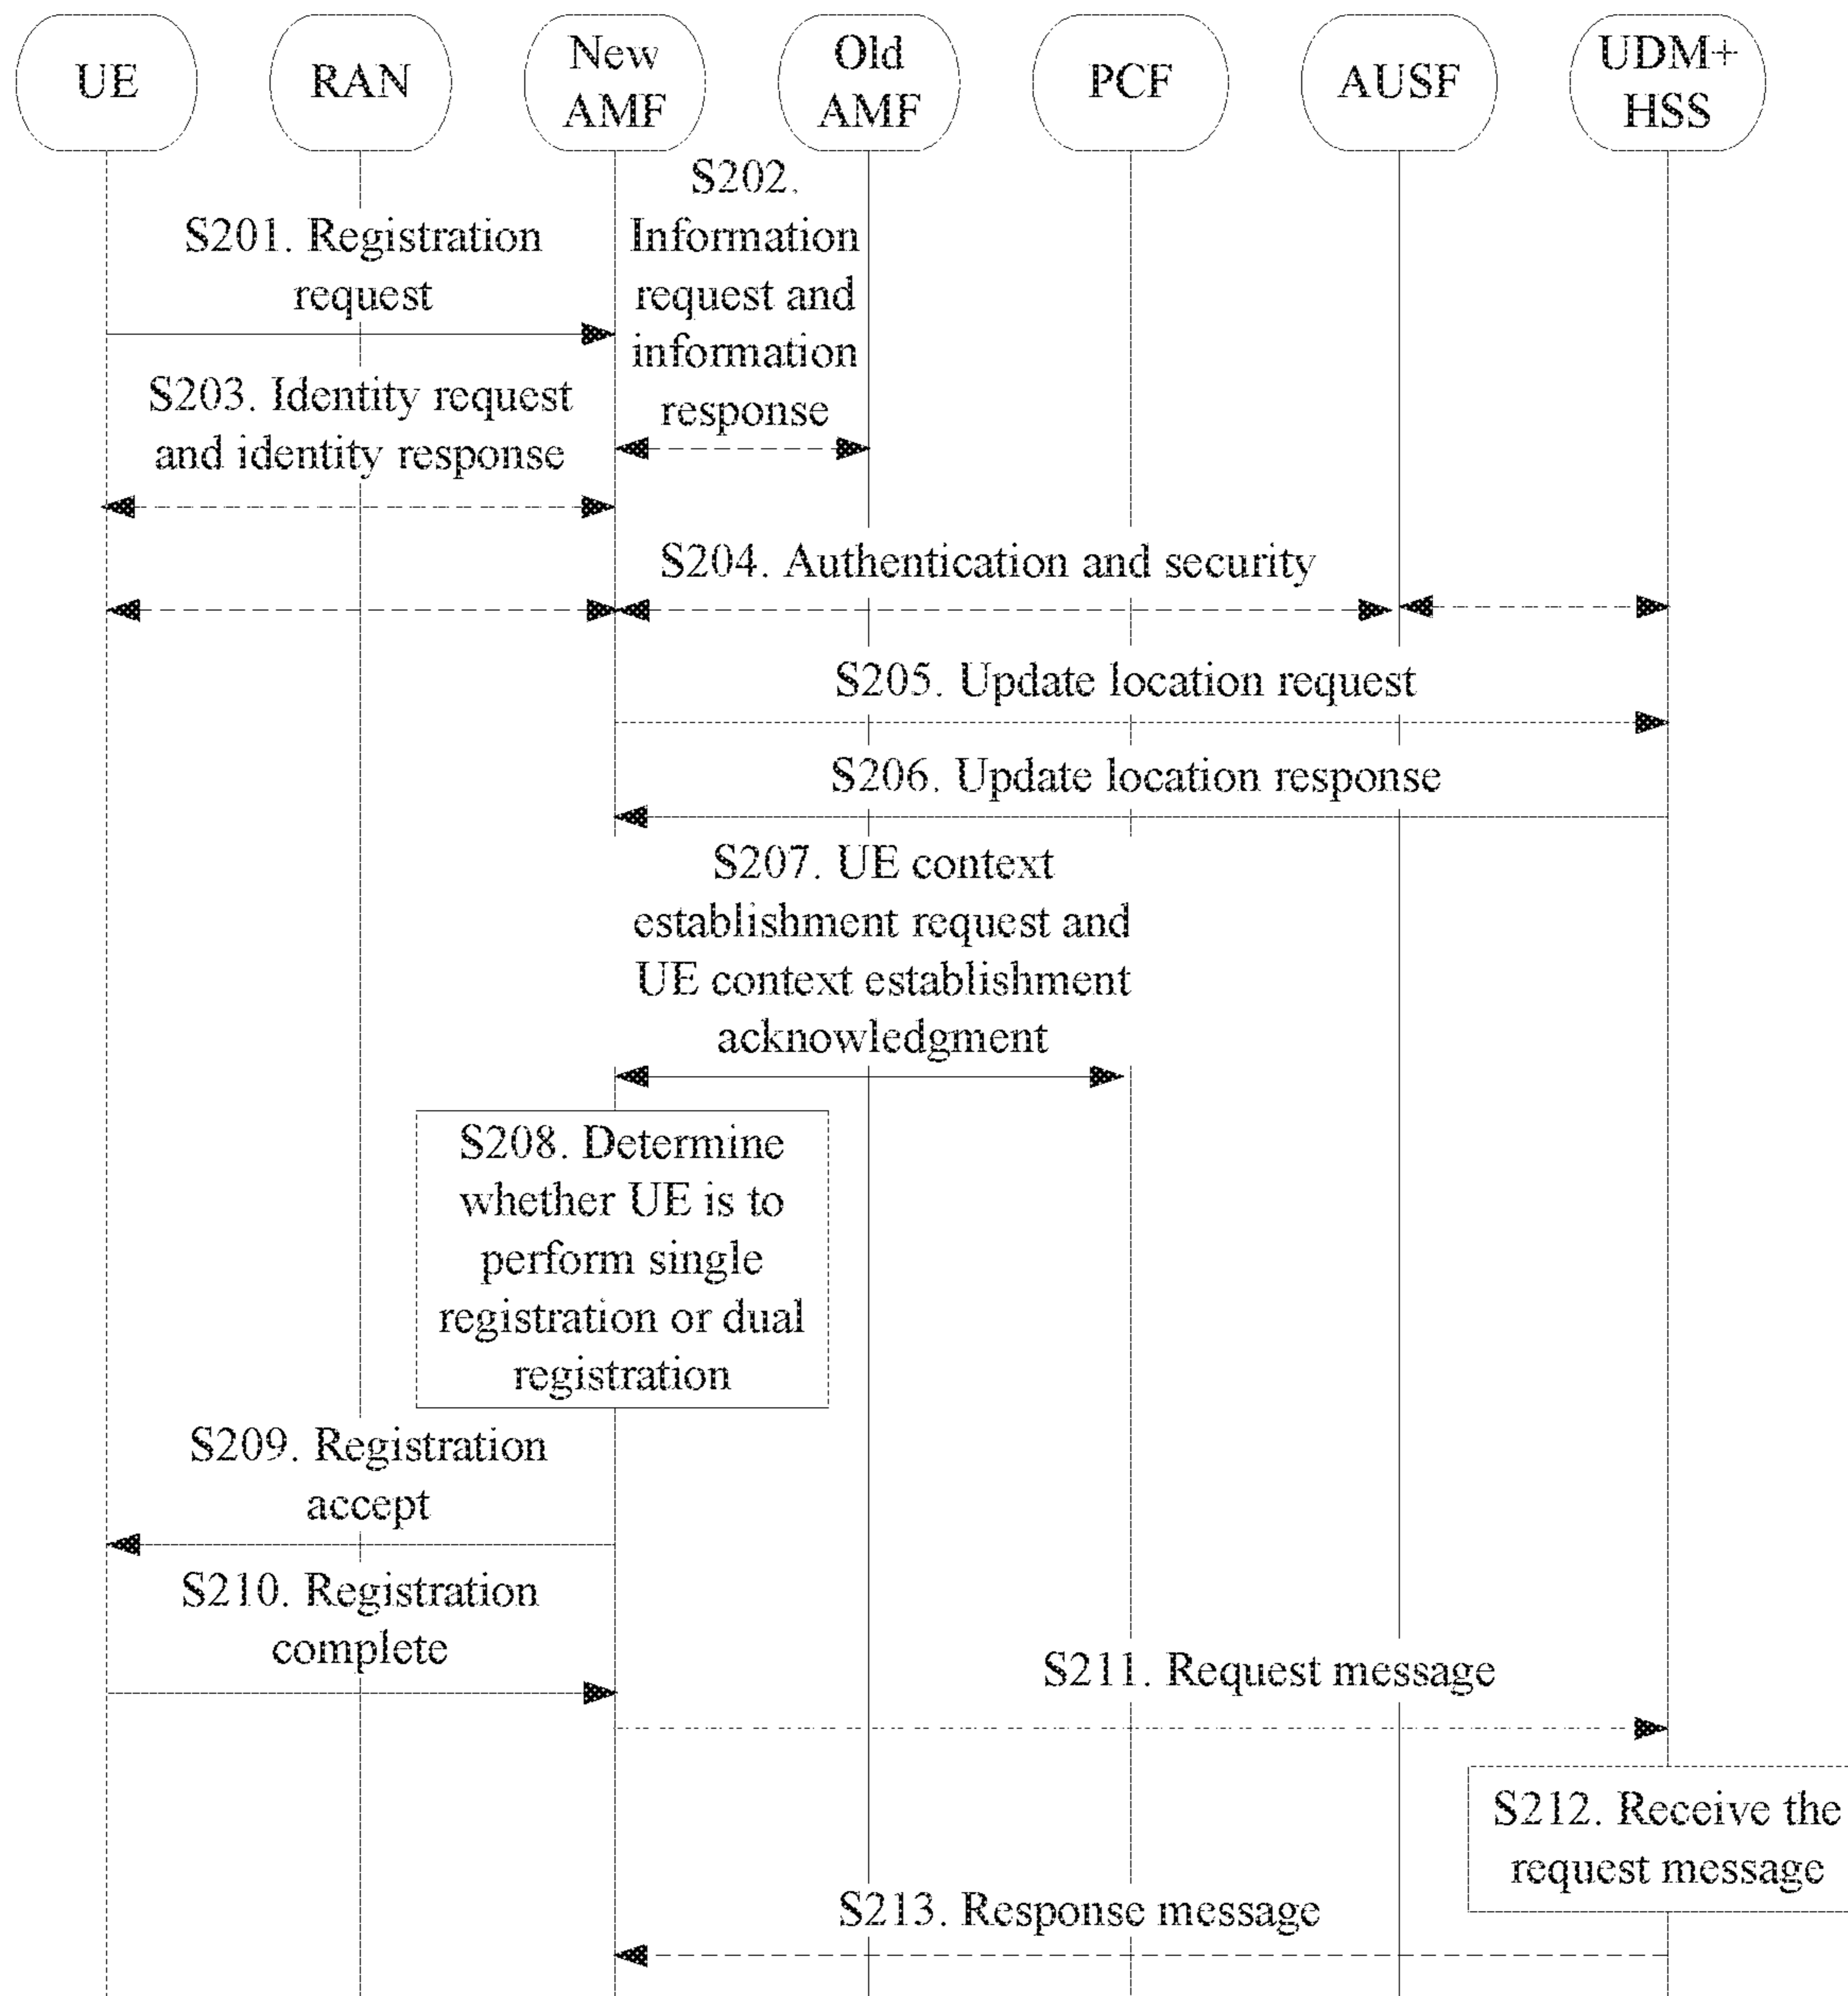 UE
RAN
New
AMF
Old
AMF
PCF
AUSF
UDM+
HSS
S201. Registration
request
S202.
Information
request and
information
response
S203. Identity request
and identity response
S204. Authentication and security
S205. Update location request
S206. Update location response
S207. UE context
establishment request and
UE context establishment
acknowledgment
S208. Determine
whether UE is to
perform single
registration or dual
registration
S209. Registration
accept
S210. Registration
complete
S211. Request message
S212. Receive the
request message
S213. Response message